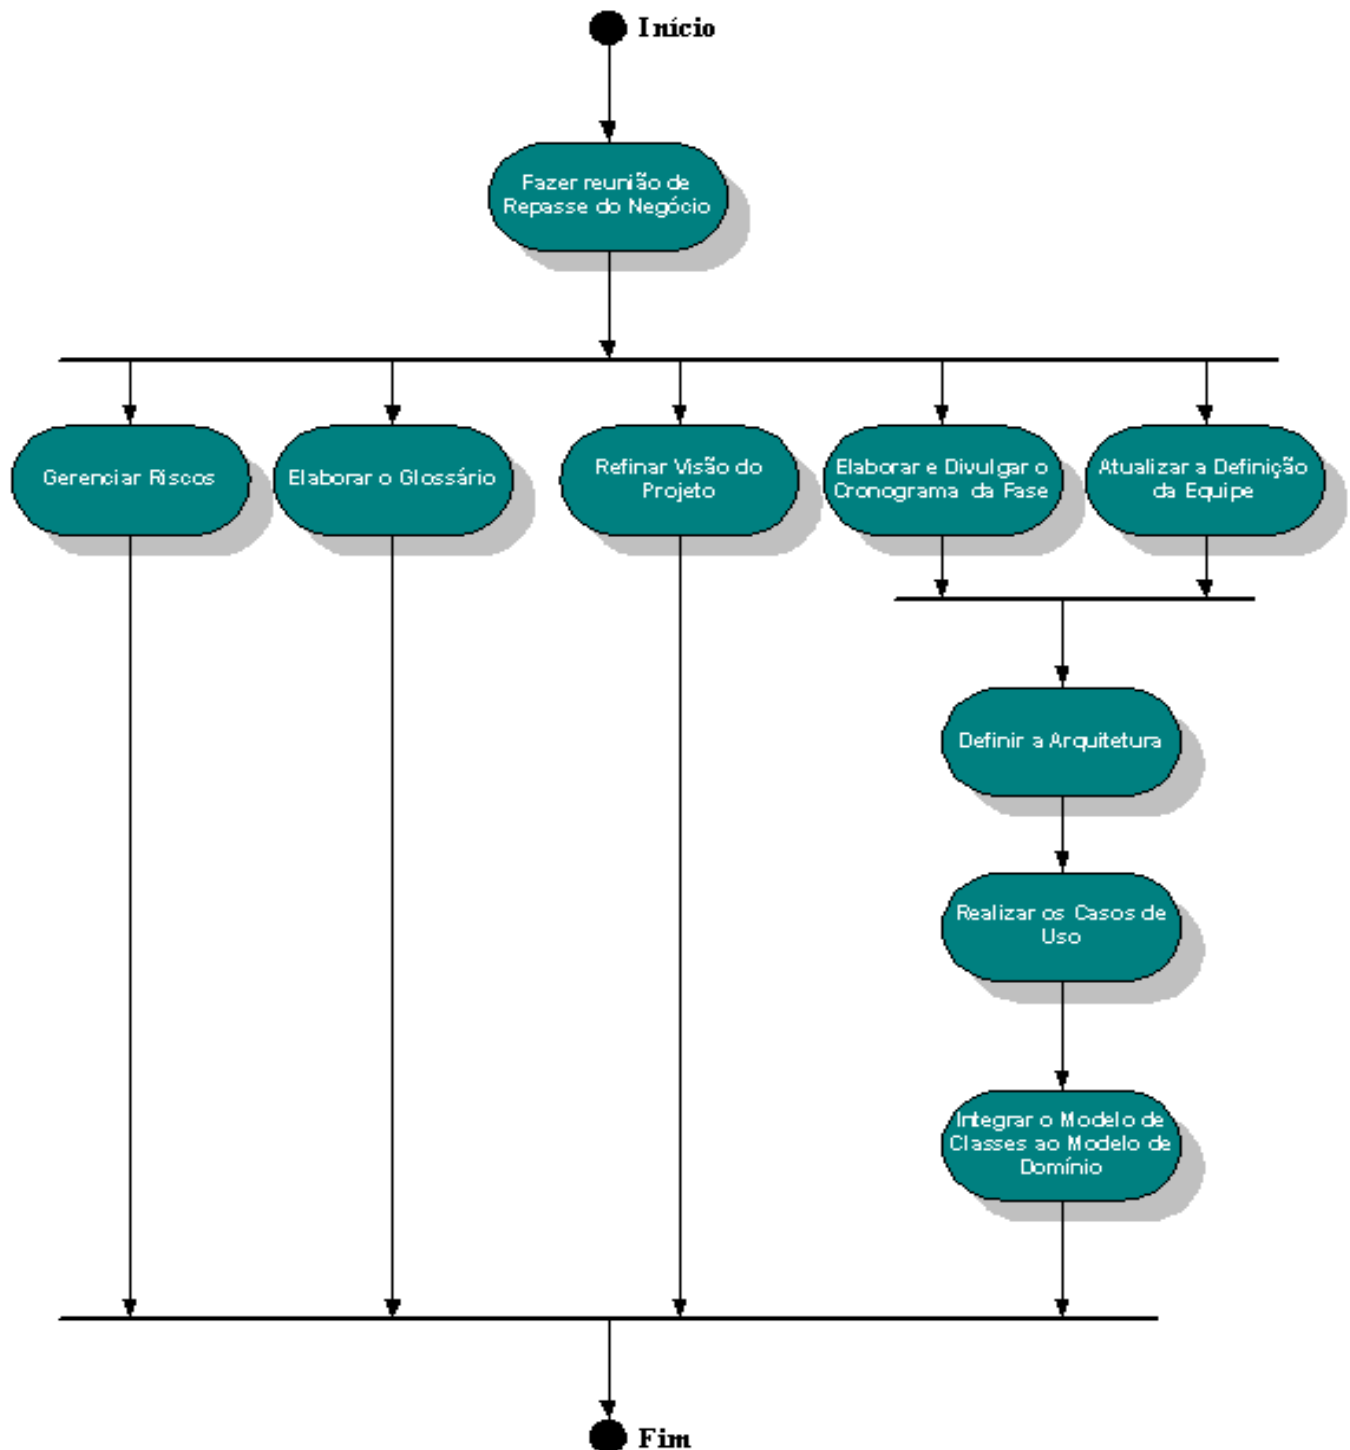 Início
Fazer reunião de
Repasse do Negócio
Gerenciar Riscos
Elaborar o Glossário
Refinar Visão do
Projeto
Elaborar e Divulgar o
Cronograma da Fase
Atualizar a Definição
da Equipe
Definir a Arquitetura
Realizar os Casos de
Uso
Integrar o Modelo de
Classes ao Modelo de
Domínio
Fim